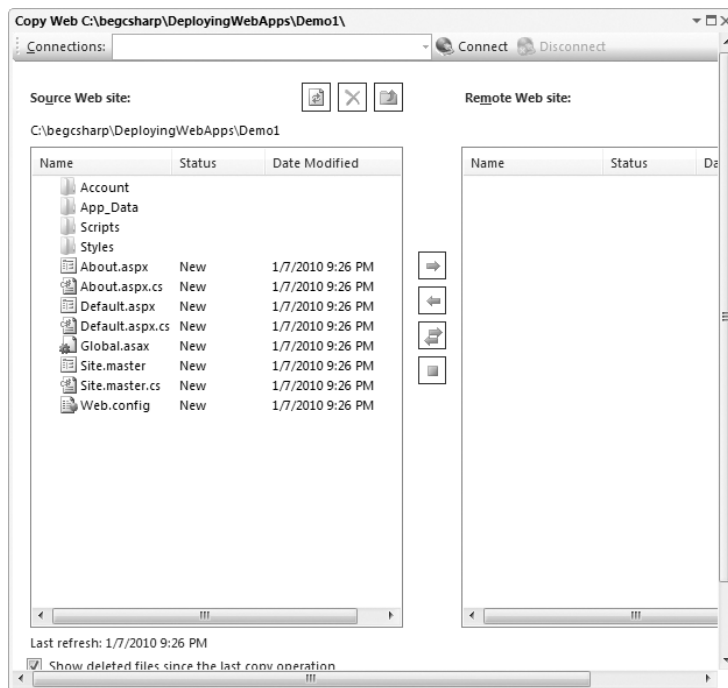 Copy Web C:\begcsharp\DeployingWebApps\Demo1\
Connections:
Connect
Disconnect
Source Web site:
Remote Web site:
C:\begcsharp\DeployingWebApps\Demo1
Name Status Date Modified
Name Status Da
Account
App_Data
Scripts
Styles
About.aspx New 1/7/2010 9:26 PM
About.aspx.cs New 1/7/2010 9:26 PM
Default.aspx New 1/7/2010 9:26 PM
Default.aspx.cs New 1/7/2010 9:26 PM
Global.asax New 1/7/2010 9:26 PM
Site.master New 1/7/2010 9:26 PM
Site.master.cs New 1/7/2010 9:26 PM
Web.config New 1/7/2010 9:26 PM
Last refresh: 1/7/2010 9:26 PM
Show deleted files since the last copy operation